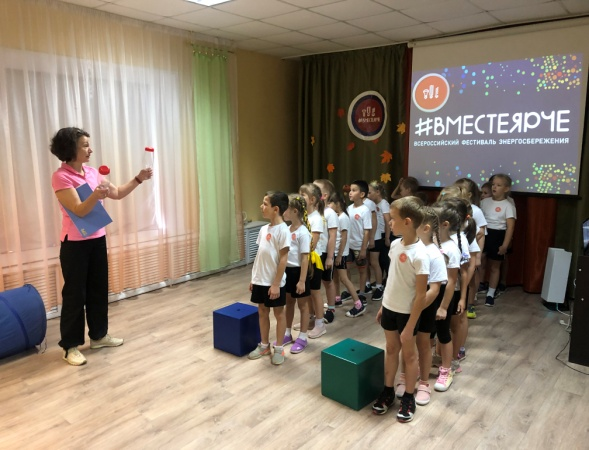 #ВМЕСТЕЯРЧЕ
ВСЕРОССИЙСКИЙ ФЕСТИВАЛЬ ЭНЕРГОСБЕРЕЖЕНИЯ